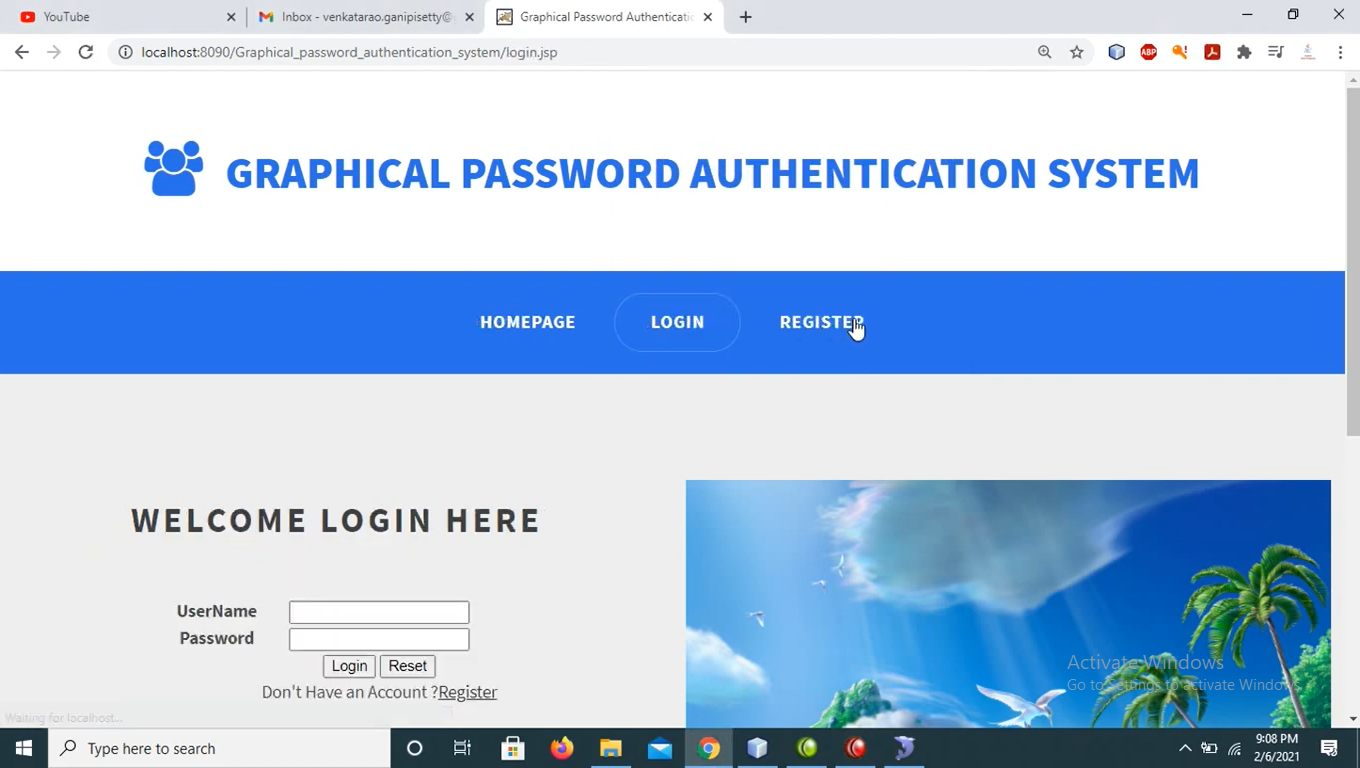 YouTube
Inbox - venkatarao.ganipisetty@
Graphical Password Authenticatic
localhost:8090/Graphical_password_authentication_system/login.jsp
ABP
GRAPHICAL PASSWORD AUTHENTICATION SYSTEM
HOMEPAGE
LOGIN
REGISTER
WELCOME LOGIN HERE
UserName
Password
Login
Reset
Don't Have an Account ?Register
Activate Windows
Go to Settings to activate Windows.
Waiting for localhost...
Type here to search
9:08 PM
2/6/2021